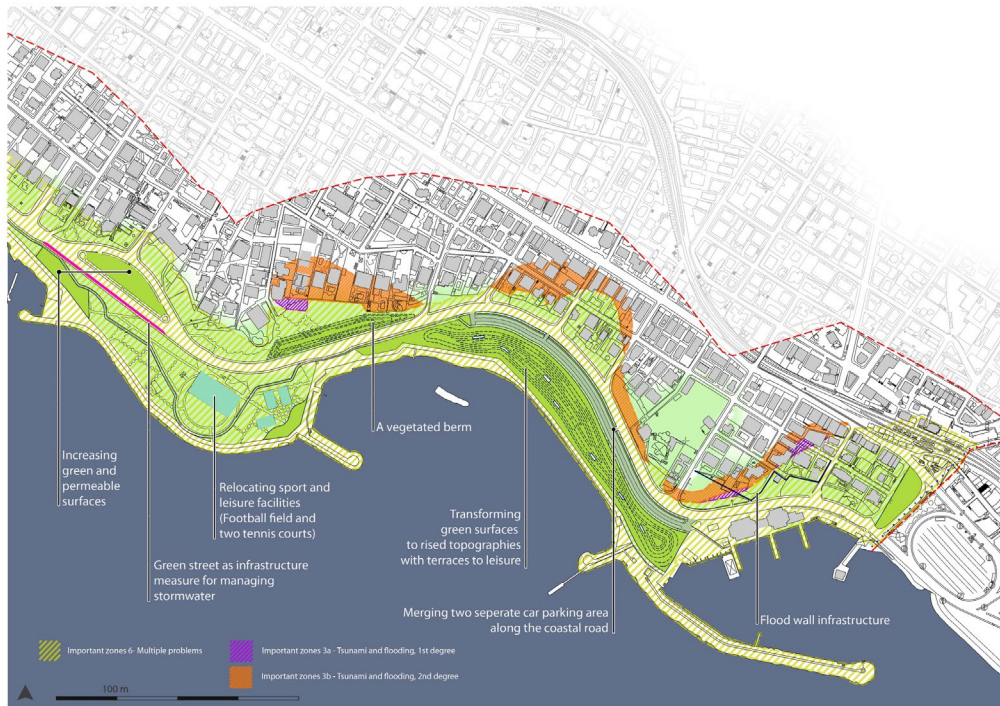 A vegetated berm
Increasing
green and
permeable
surfaces
Relocating sport and
leisure facilities
(Football field and
two tennis courts)
Transforming
green surfaces
to rised topographies
with terraces to leisure
Green street as infrastructure
measure for managing
stormwater
Merging two seperate car parking area
along the coastal road
Flood wall infrastructure
Important zones 6- Multiple problems
Important zones 3a - Tsunami and flooding, 1st degree
Important zones 3b - Tsunami and flooding, 2nd degree
100 m